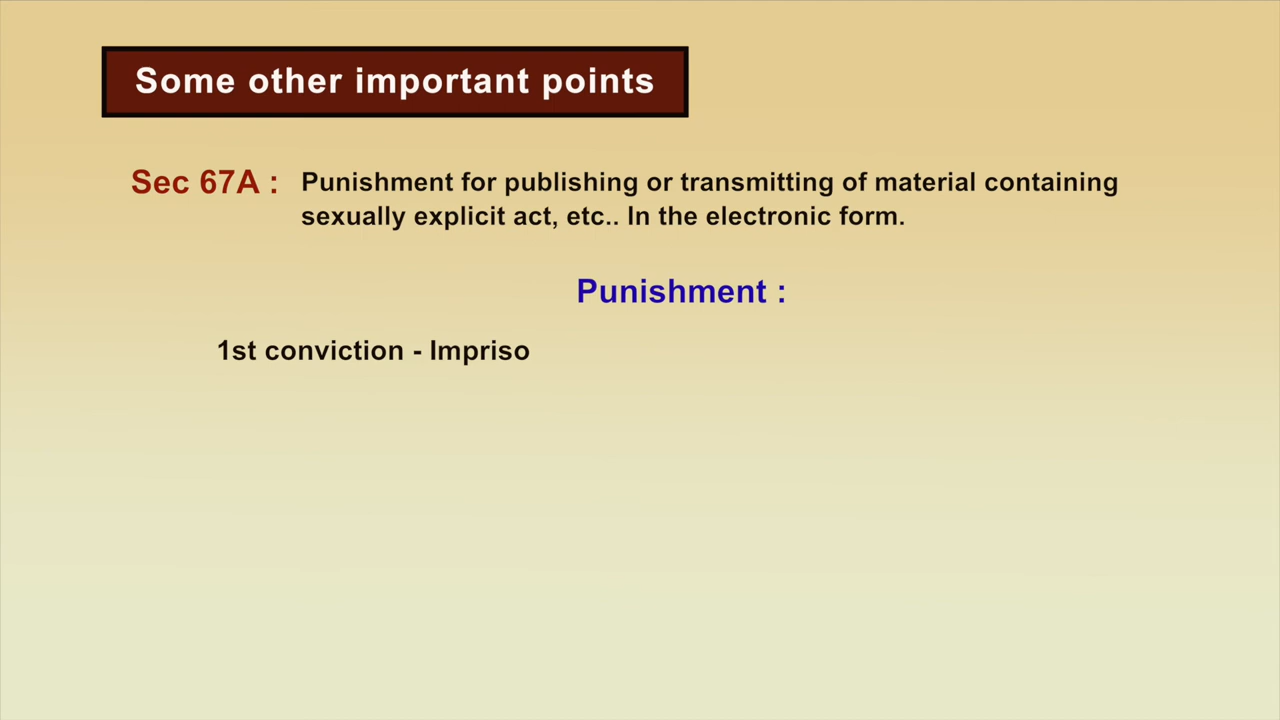 Some other important points
Sec 67A : Punishment for publishing or transmitting of material containing
sexually explicit act, etc.. In the electronic form.
Punishment :
1st conviction - Impriso